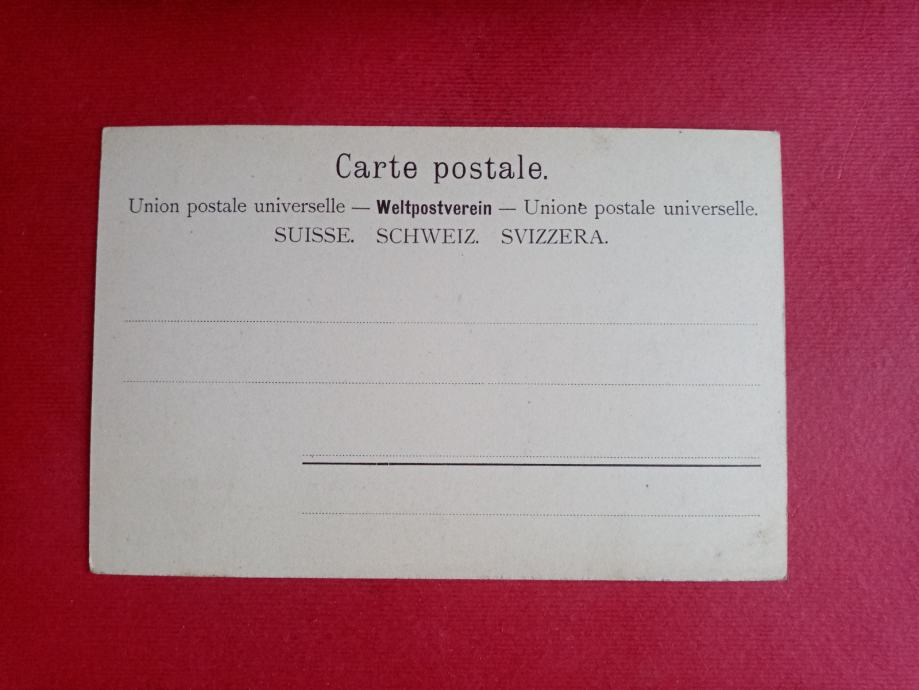 Carte postale.
Union postale universelle — Weltpostverein — Unione postale universelle.
SUISSE. SCHWEIZ. SVIZZERA.